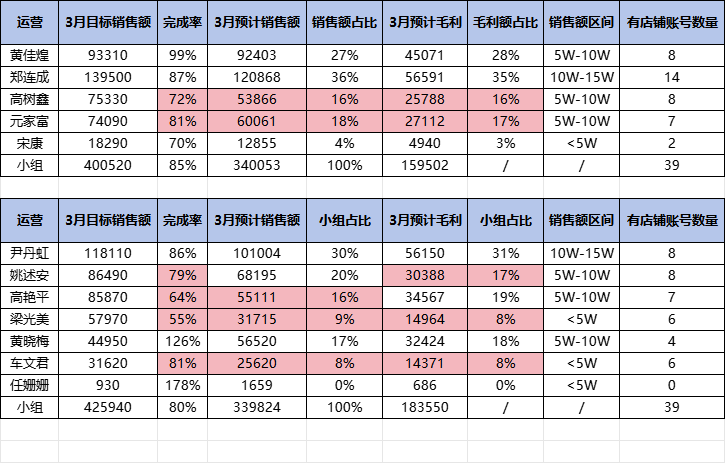 运营 3月目标销售额 完成率 3月预计销售额 销售额占比 3月预计毛利 毛利额占比 销售额区间 有店铺账号数量
黄佳煌 93310 99% 92403 27% 45071 28% 5W-10W 8
郑连成 139500 87% 120868 36% 56591 35% 10W-15W 14
高树鑫 75330 72% 53866 16% 25788 16% 5W-10W 8
元家富 74090 81% 60061 18% 27112 17% 5W-10W 7
宋康 18290 70% 12855 4% 4940 3% <5W 2
小组 400520 85% 340053 100% 159502 / / 39
运营 3月目标销售额 完成率 3月预计销售额 小组占比 3月预计毛利 小组占比 销售额区间 有店铺账号数量
尹丹虹 118110 86% 101004 30% 56150 31% 10W-15W 8
姚述安 86490 79% 68195 20% 30388 17% 5W-10W 8
高艳平 85870 64% 55111 16% 34567 19% 5W-10W 7
梁光美 57970 55% 31715 9% 14964 8% <5W 6
黄晓梅 44950 126% 56520 17% 32424 18% 5W-10W 4
车文君 31620 81% 25620 8% 14371 8% <5W 6
任姗姗 930 178% 1659 0% 686 0% <5W 0
小组 425940 80% 339824 100% 183550 / / 39